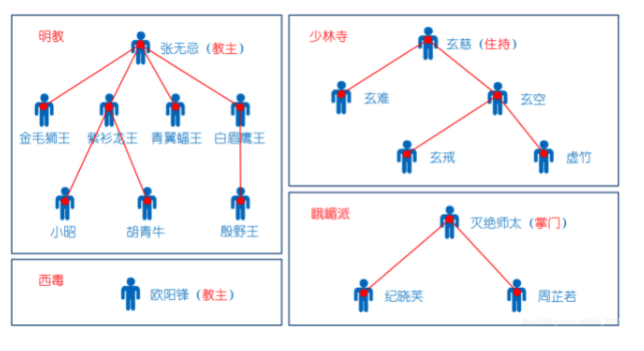 明教
张无忌（教主）
金毛狮王 紫衫龙王 青翼蝠王 白眉鹰王
小昭 胡青牛 殷野王
西毒
欧阳锋（教主）
少林寺
玄慈（住持）
玄难 玄空
玄戒 虚竹
峨嵋派
灭绝师太（掌门）
纪晓芙 周芷若